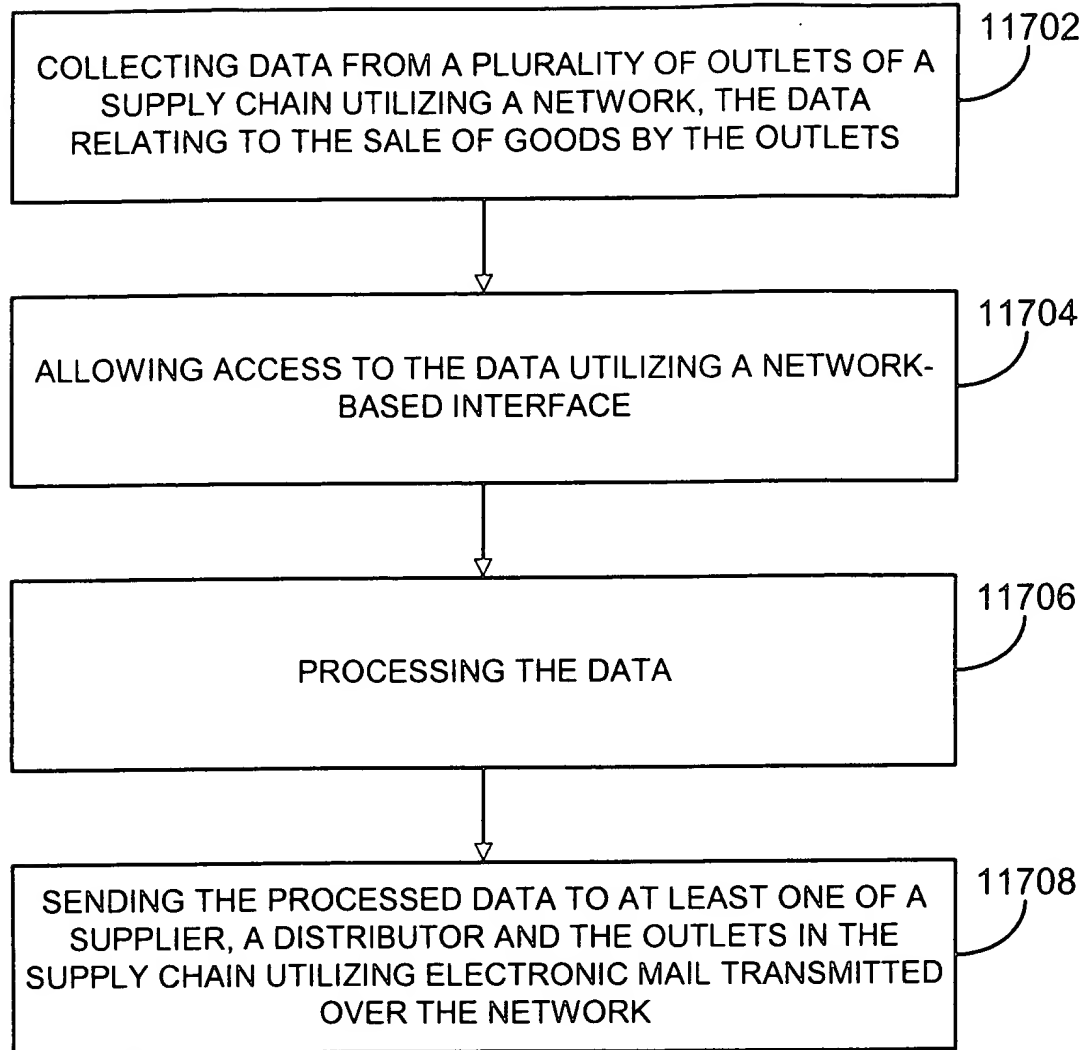 11702
COLLECTING DATA FROM A PLURALITY OF OUTLETS OF A
SUPPLY CHAIN UTILIZING A NETWORK, THE DATA
RELATING TO THE SALE OF GOODS BY THE OUTLETS
11704
ALLOWING ACCESS TO THE DATA UTILIZING A NETWORK-
BASED INTERFACE
11706
PROCESSING THE DATA
11708
SENDING THE PROCESSED DATA TO AT LEAST ONE OF A
SUPPLIER, A DISTRIBUTOR AND THE OUTLETS IN THE
SUPPLY CHAIN UTILIZING ELECTRONIC MAIL TRANSMITTED
OVER THE NETWORK